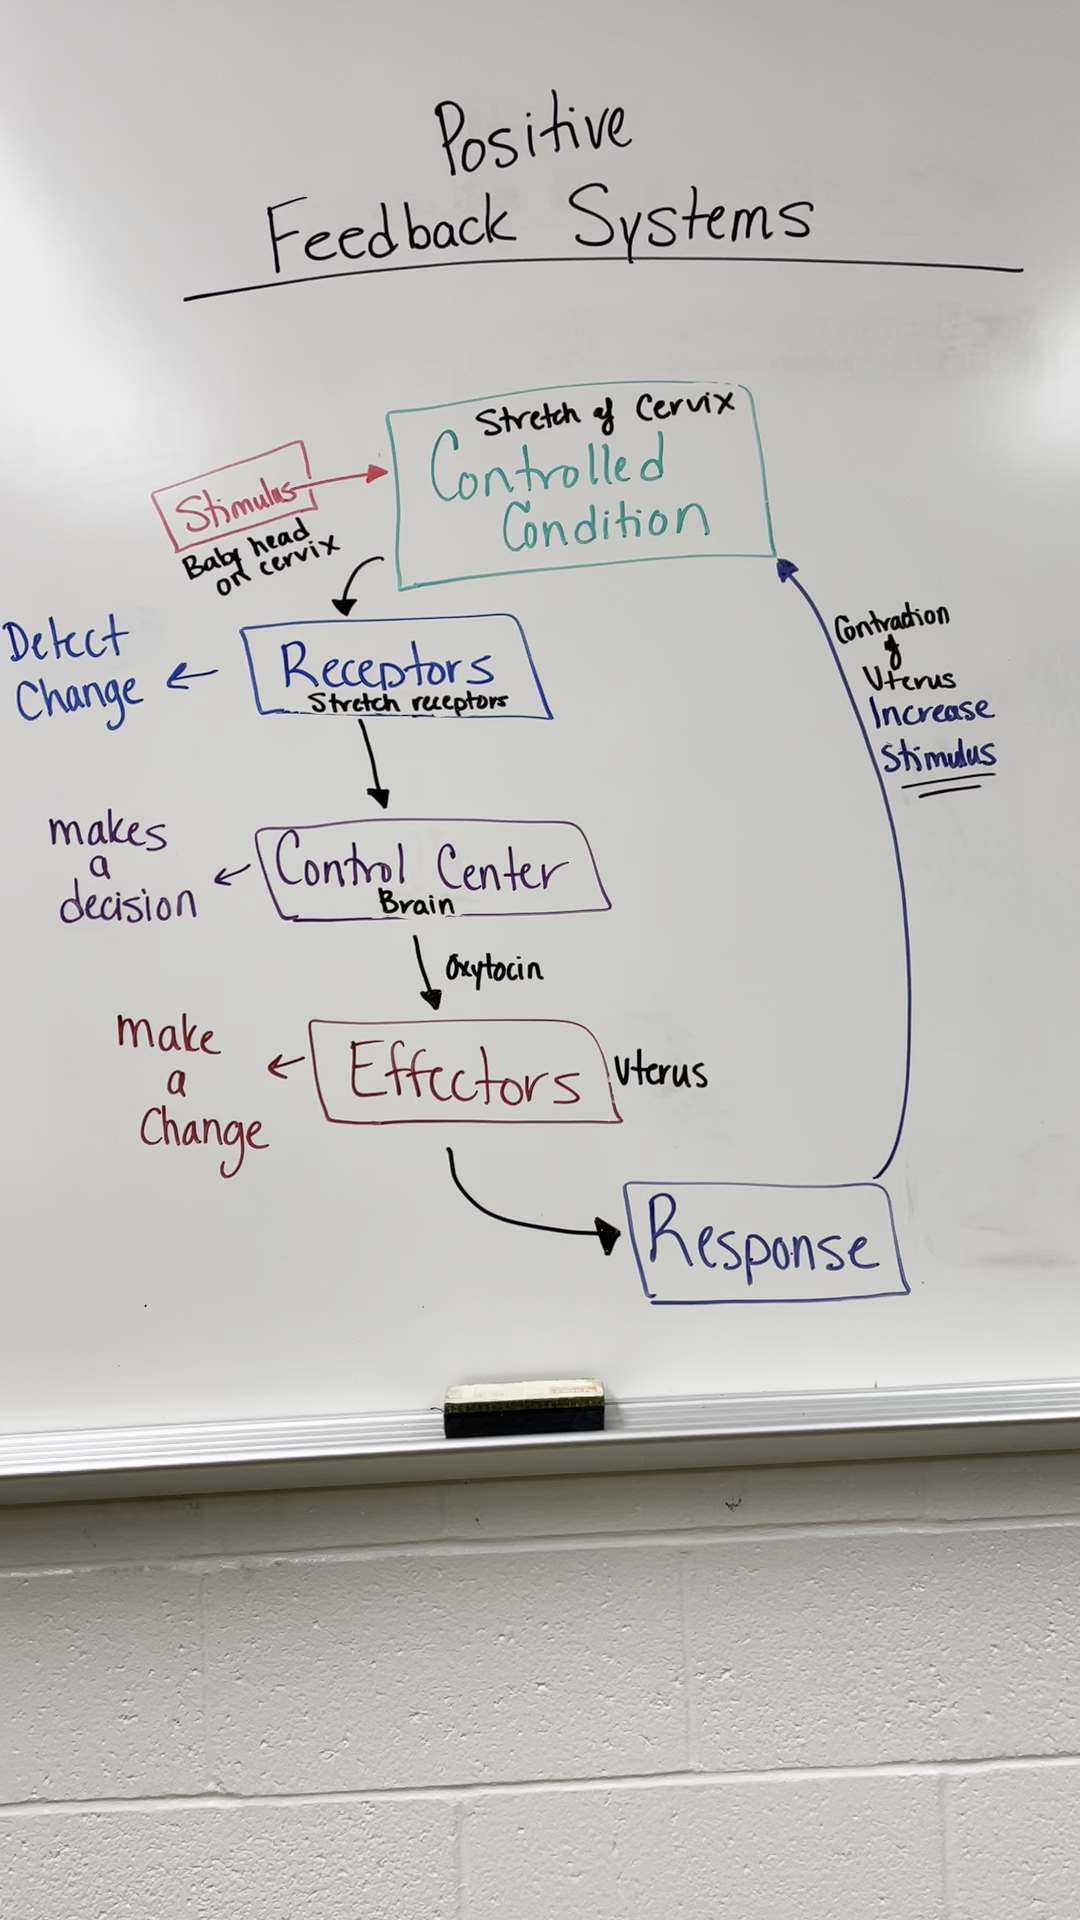 Positive
Feedback Systems
Stretch of Cervix
Controlled
Condition
Stimulus
Baby head
on cervix
Receptors
Stretch receptors
Detect
Change
Control Center
Brain
makes
a
decision
Oxytocin
Effectors
Uterus
make
a
Change
Response
Contraction
of
Uterus
Increase
Stimulus